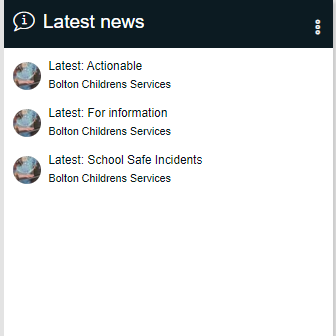 Latest news
Latest: Actionable
Bolton Childrens Services
Latest: For information
Bolton Childrens Services
Latest: School Safe Incidents
Bolton Childrens Services